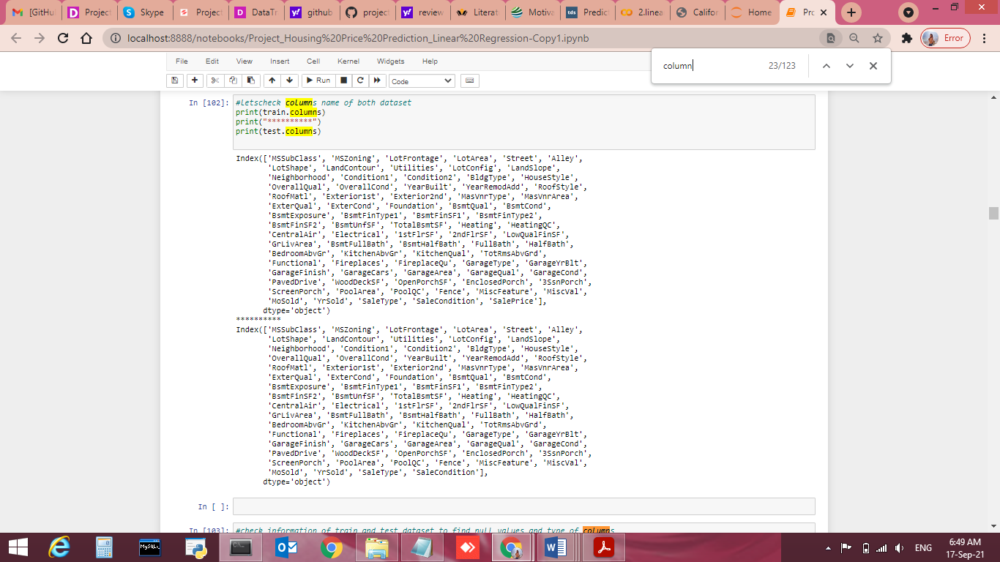 [GitHu
Project
Skype
Project
DataTr
github
project
review
Literat
Motiva
Predic
2.linea
Califor
Home
Pro
localhost:8888/notebooks/Project_Housing%20Price%20Prediction_Linear%20Regression-Copy1.ipynb
Error
column 23/123
File Edit View Insert Cell Kernel Widgets Help
Run Code
In [102]: #Letscheck columns name of both dataset
print(train.columns)
print("**********")
print(test.columns)
Index(['MSSubClass', 'MSZoning', 'LotFrontage', 'LotArea', 'Street', 'Alley',
'LotShape', 'LandContour', 'Utilities', 'LotConfig', 'LandSlope',
'Neighborhood', 'Condition1', 'Condition2', 'BldgType', 'HouseStyle',
'OverallQual', 'OverallCond', 'YearBuilt', 'YearRemodAdd', 'RoofStyle',
'RoofMatl', 'Exterior1st', 'Exterior2nd', 'MasVnrType', 'MasVnrArea',
'ExterQual', 'ExterCond', 'Foundation', 'BsmtQual', 'BsmtCond',
'BsmtExposure', 'BsmtFinType1', 'BsmtFinSF1', 'BsmtFinType2',
'BsmtFinSF2', 'BsmtUnfSF', 'TotalBsmtSF', 'Heating', 'HeatingQC',
'CentralAir', 'Electrical', '1stFlrSF', '2ndFlrSF', 'LowQualFinSF',
'GrLivArea', 'BsmtFullBath', 'BsmtHalfBath', 'FullBath', 'HalfBath',
'BedroomAbvGr', 'KitchenAbvGr', 'KitchenQual', 'TotRmsAbvGrd',
'Functional', 'Fireplaces', 'FireplaceQu', 'GarageType', 'GarageYrBlt',
'GarageFinish', 'GarageCars', 'GarageArea', 'GarageQual', 'GarageCond',
'PavedDrive', 'WoodDeckSF', 'OpenPorchSF', 'EnclosedPorch', '3SsnPorch',
'ScreenPorch', 'PoolArea', 'PoolQC', 'Fence', 'MiscFeature', 'MiscVal',
'MoSold', 'YrSold', 'SaleType', 'SaleCondition', 'SalePrice'],
dtype='object')
**********
Index(['MSSubClass', 'MSZoning', 'LotFrontage', 'LotArea', 'Street', 'Alley',
'LotShape', 'LandContour', 'Utilities', 'LotConfig', 'LandSlope',
'Neighborhood', 'Condition1', 'Condition2', 'BldgType', 'HouseStyle',
'OverallQual', 'OverallCond', 'YearBuilt', 'YearRemodAdd', 'RoofStyle',
'RoofMatl', 'Exterior1st', 'Exterior2nd', 'MasVnrType', 'MasVnrArea',
'ExterQual', 'ExterCond', 'Foundation', 'BsmtQual', 'BsmtCond',
'BsmtExposure', 'BsmtFinType1', 'BsmtFinSF1', 'BsmtFinType2',
'BsmtFinSF2', 'BsmtUnfSF', 'TotalBsmtSF', 'Heating', 'HeatingQC',
'CentralAir', 'Electrical', '1stFlrSF', '2ndFlrSF', 'LowQualFinSF',
'GrLivArea', 'BsmtFullBath', 'BsmtHalfBath', 'FullBath', 'HalfBath',
'BedroomAbvGr', 'KitchenAbvGr', 'KitchenQual', 'TotRmsAbvGrd',
'Functional', 'Fireplaces', 'FireplaceQu', 'GarageType', 'GarageYrBlt',
'GarageFinish', 'GarageCars', 'GarageArea', 'GarageQual', 'GarageCond',
'PavedDrive', 'WoodDeckSF', 'OpenPorchSF', 'EnclosedPorch', '3SsnPorch',
'ScreenPorch', 'PoolArea', 'PoolQC', 'Fence', 'MiscFeature', 'MiscVal',
'MoSold', 'YrSold', 'SaleType', 'SaleCondition'],
dtype='object')
In [ ]:
In [103]: #check information of train and test dataset to find null values and type of columns
ENG
6:49 AM
17-Sep-21